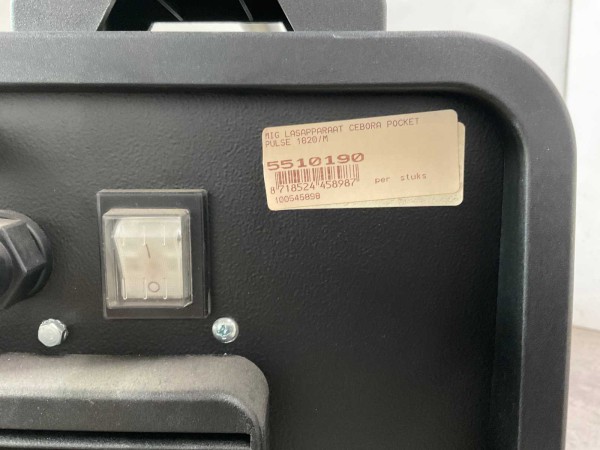 MIG LASAPPARAAT CEBORA POCKET
PULSE 1620/M
5510190
8 718524 458987
per stuks
100545898